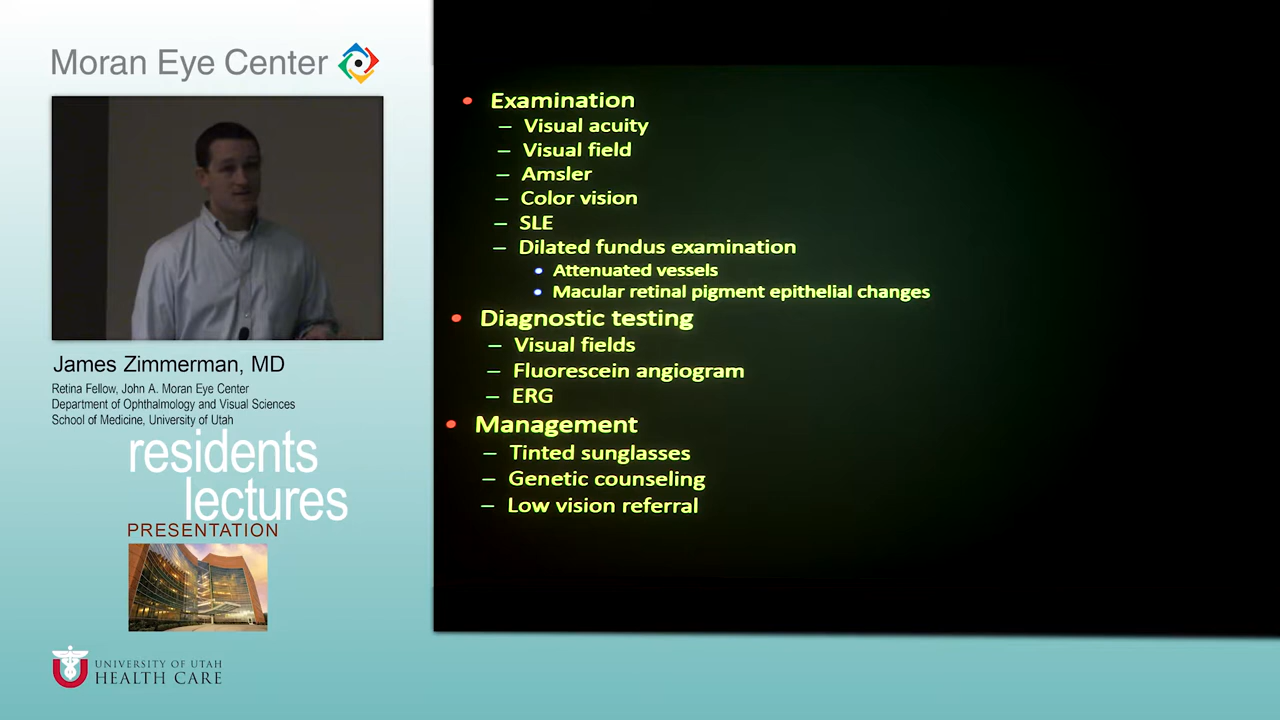 Moran Eye Center
James Zimmerman, MD
Retina Fellow, John A. Moran Eye Center
Department of Ophthalmology and Visual Sciences
School of Medicine, University of Utah
residents
lectures
PRESENTATION
UNIVERSITY OF UTAH
HEALTH CARE
• Examination
– Visual acuity
– Visual field
– Amsler
– Color vision
– SLE
– Dilated fundus examination
• Attenuated vessels
• Macular retinal pigment epithelial changes
• Diagnostic testing
– Visual fields
– Fluorescein angiogram
– ERG
• Management
– Tinted sunglasses
– Genetic counseling
– Low vision referral